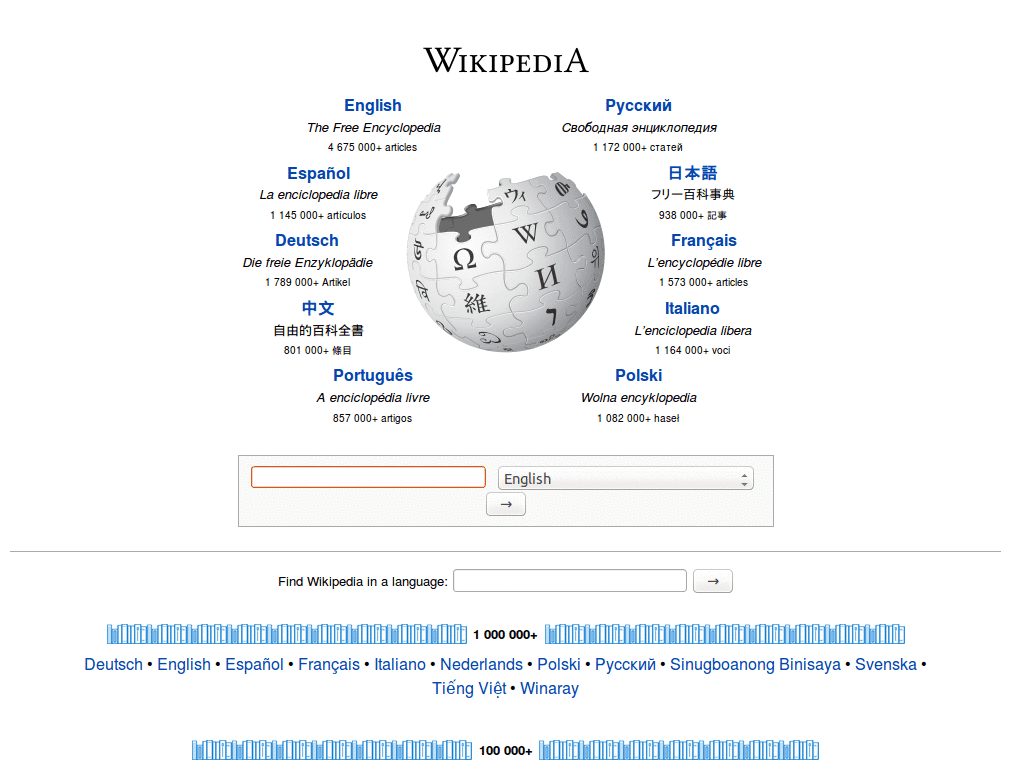 WIKIPEDIA
English
The Free Encyclopedia
4 675 000+ articles
Русский
Свободная энциклопедия
1 172 000+ статей
Español
La enciclopedia libre
1 145 000+ artículos
日本語
フリー百科事典
938 000+ 記事
Deutsch
Die freie Enzyklopädie
1 789 000+ Artikel
Français
L'encyclopédie libre
1 573 000+ articles
中文
自由的百科全書
801 000+ 條目
Italiano
L'enciclopedia libera
1 164 000+ voci
Português
A enciclopédia livre
857 000+ artigos
Polski
Wolna encyklopedia
1 082 000+ haseł
ウィ
W
Ω
И
維
English
→
Find Wikipedia in a language:
→
1 000 000+
Deutsch • English • Español • Français • Italiano • Nederlands • Polski • Русский • Sinugboanong Binisaya • Svenska •
Tiếng Việt • Winaray
100 000+